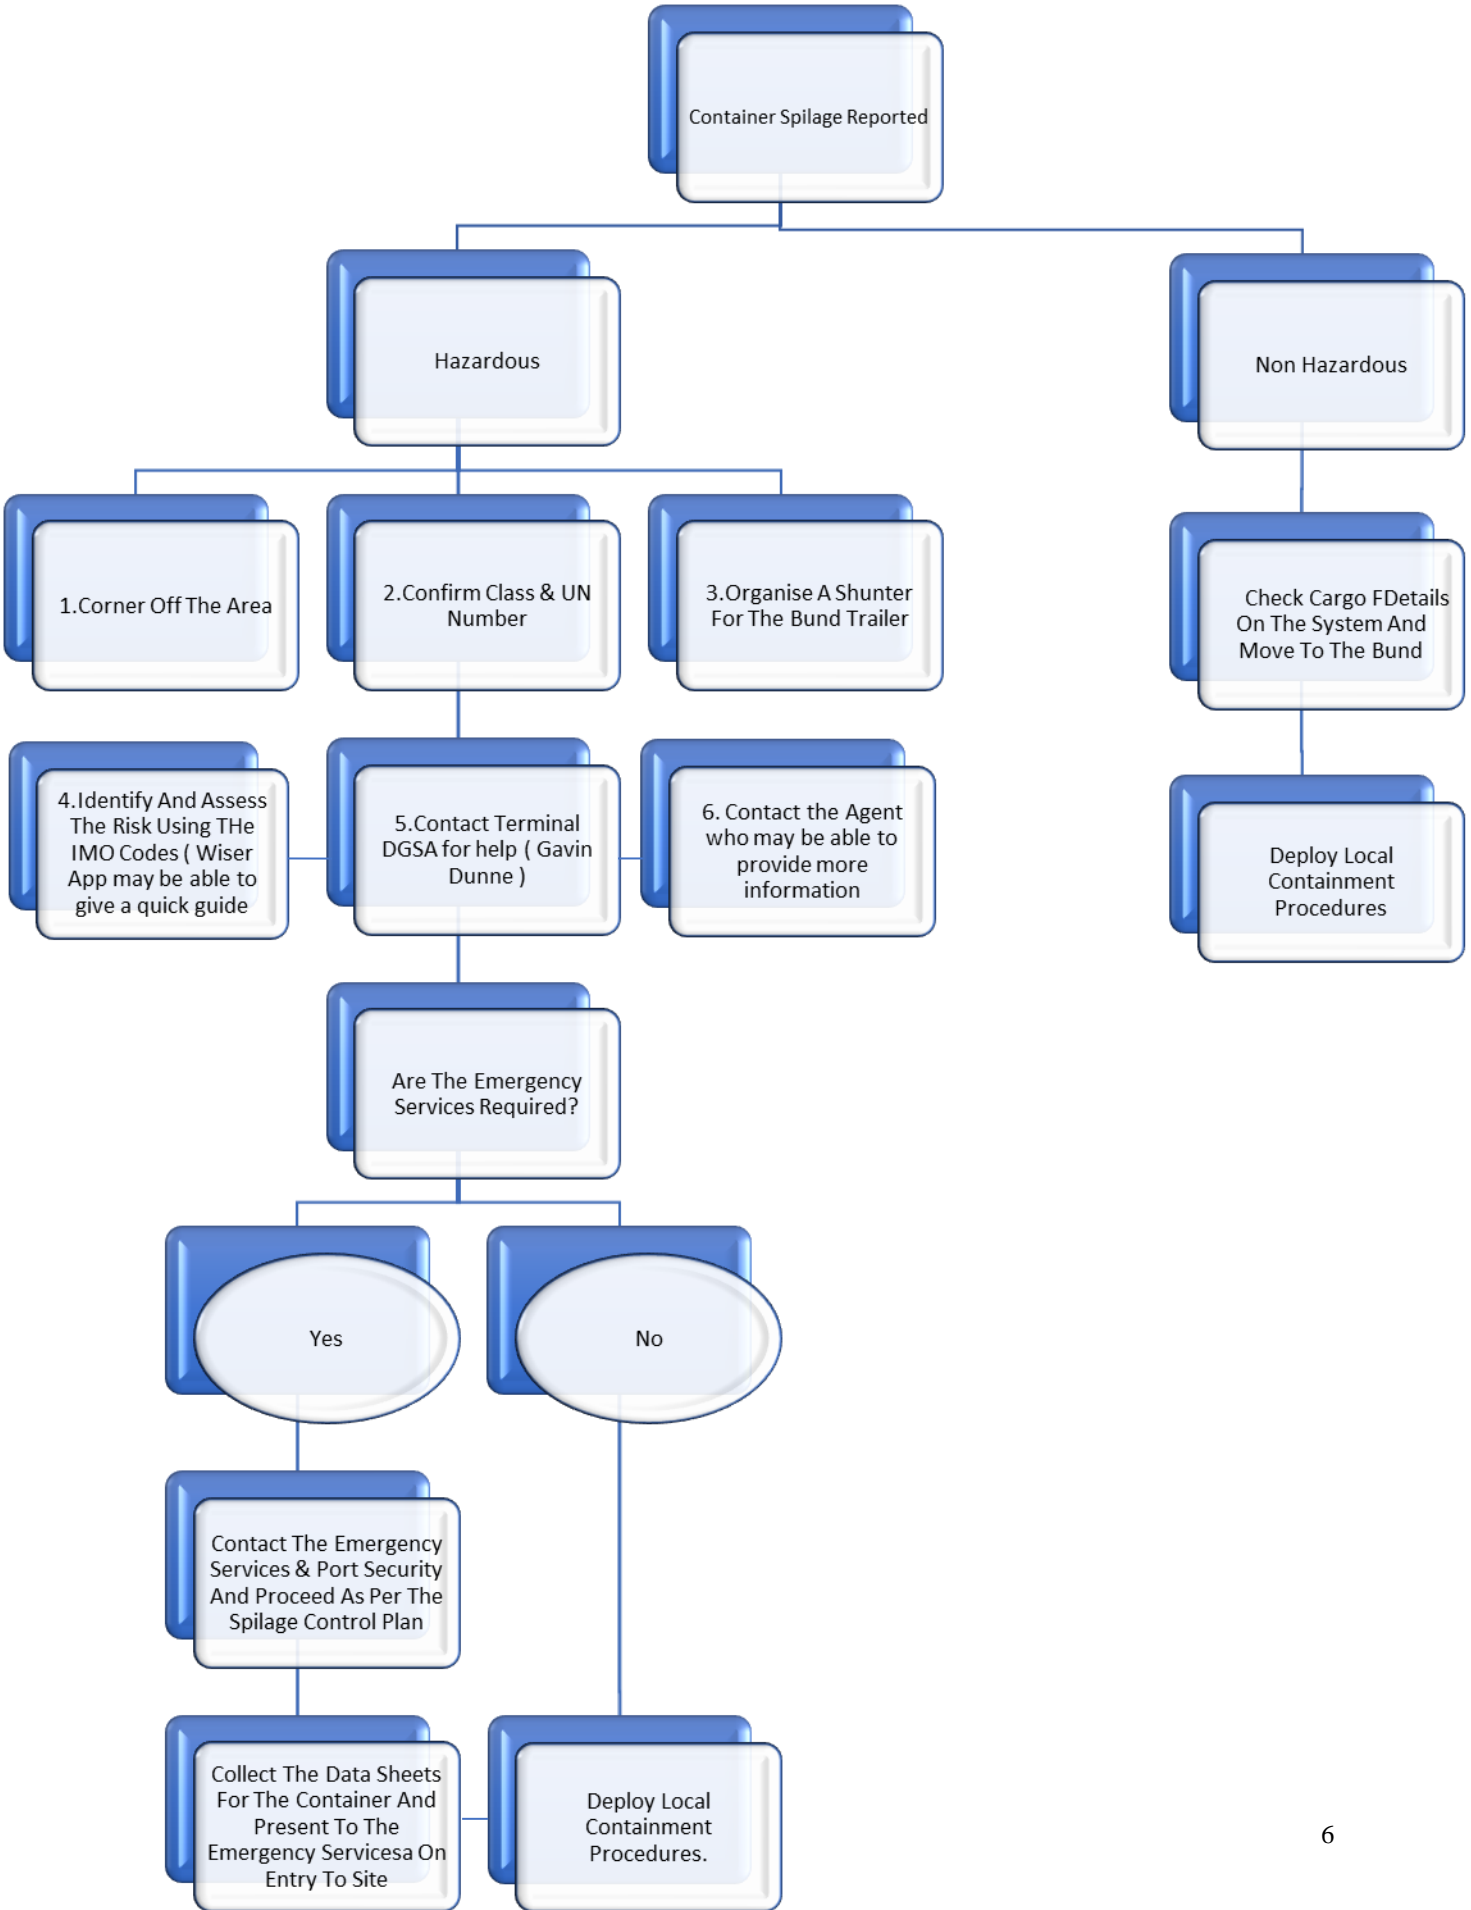 Container Spilage Reported
Hazardous
Non Hazardous
1.Corner Off The Area
2.Confirm Class & UN
Number
3.Organise A Shunter
For The Bund Trailer
Check Cargo FDetails
On The System And
Move To The Bund
4.Identify And Assess
The Risk Using THe
IMO Codes ( Wiser
App may be able to
give a quick guide
5.Contact Terminal
DGSA for help ( Gavin
Dunne )
6. Contact the Agent
who may be able to
provide more
information
Deploy Local
Containment
Procedures
Are The Emergency
Services Required?
Yes
No
Contact The Emergency
Services & Port Security
And Proceed As Per The
Spilage Control Plan
Collect The Data Sheets
For The Container And
Present To The
Emergency Servicesa On
Entry To Site
Deploy Local
Containment
Procedures.
6